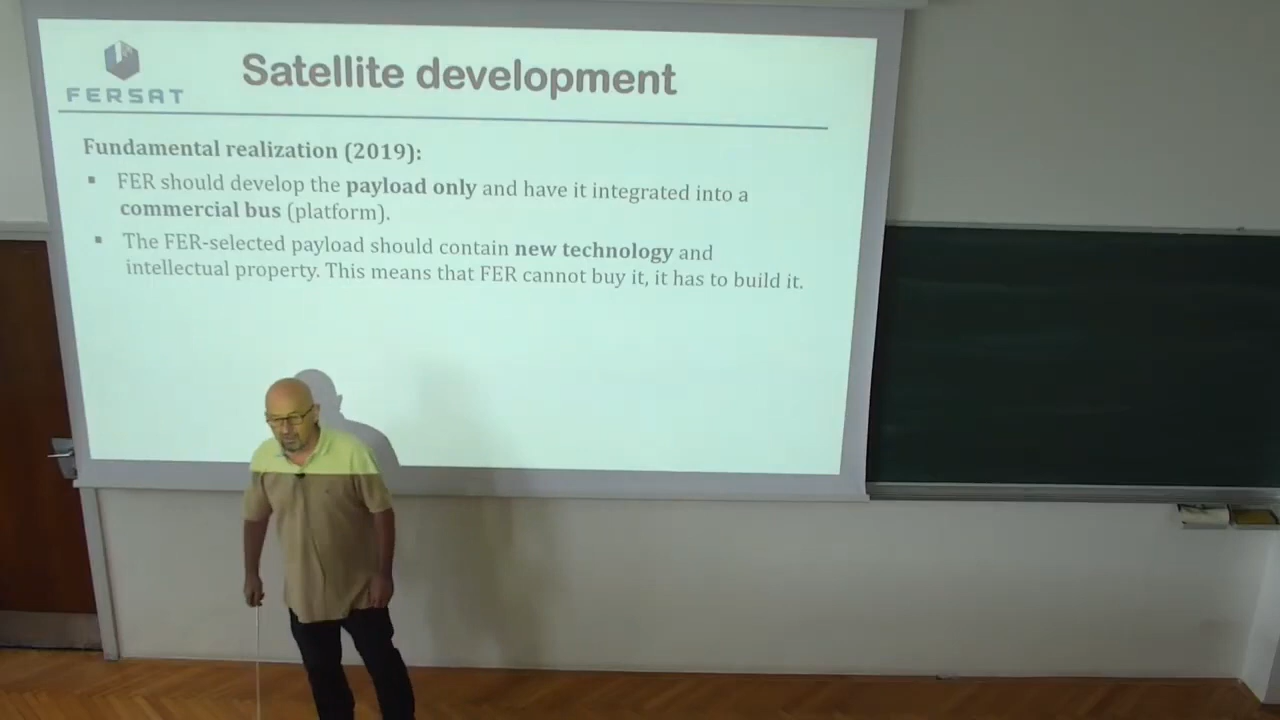 FERSAT
Satellite development
Fundamental realization (2019):
▪ FER should develop the payload only and have it integrated into a
commercial bus (platform).
▪ The FER-selected payload should contain new technology and
intellectual property. This means that FER cannot buy it, it has to build it.